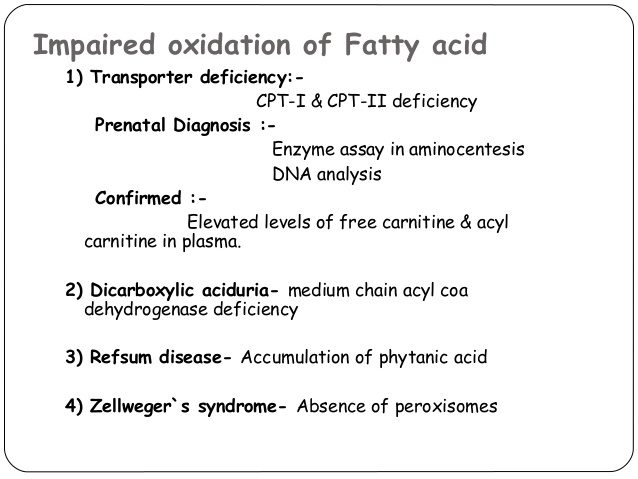 Impaired oxidation of Fatty acid
1) Transporter deficiency:-
CPT-I & CPT-II deficiency
Prenatal Diagnosis :-
Enzyme assay in aminocentesis
DNA analysis
Confirmed :-
Elevated levels of free carnitine & acyl
carnitine in plasma.
2) Dicarboxylic aciduria- medium chain acyl coa
dehydrogenase deficiency
3) Refsum disease- Accumulation of phytanic acid
4) Zellweger`s syndrome- Absence of peroxisomes